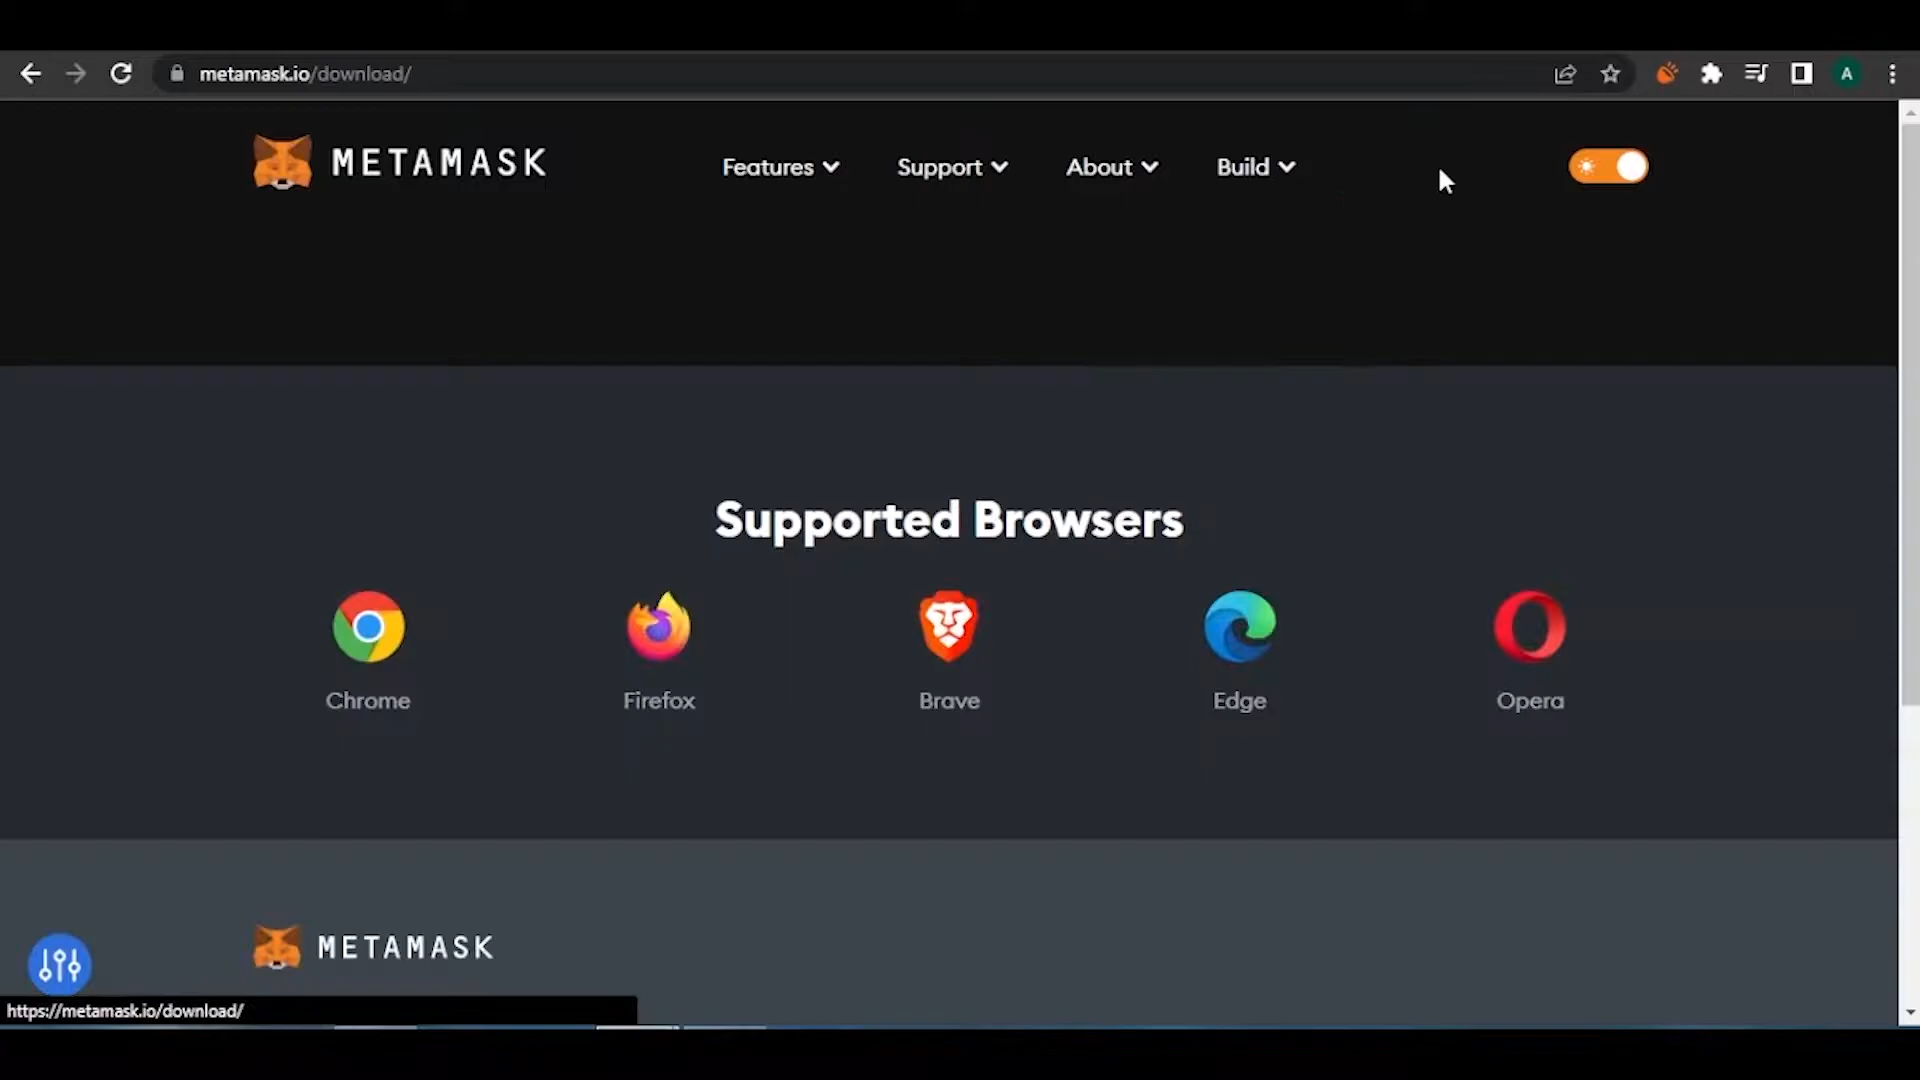 metamask.io/download/
A
METAMASK
Features
Support
About
Build
Supported Browsers
Chrome
Firefox
Brave
Edge
Opera
METAMASK
https://metamask.io/download/